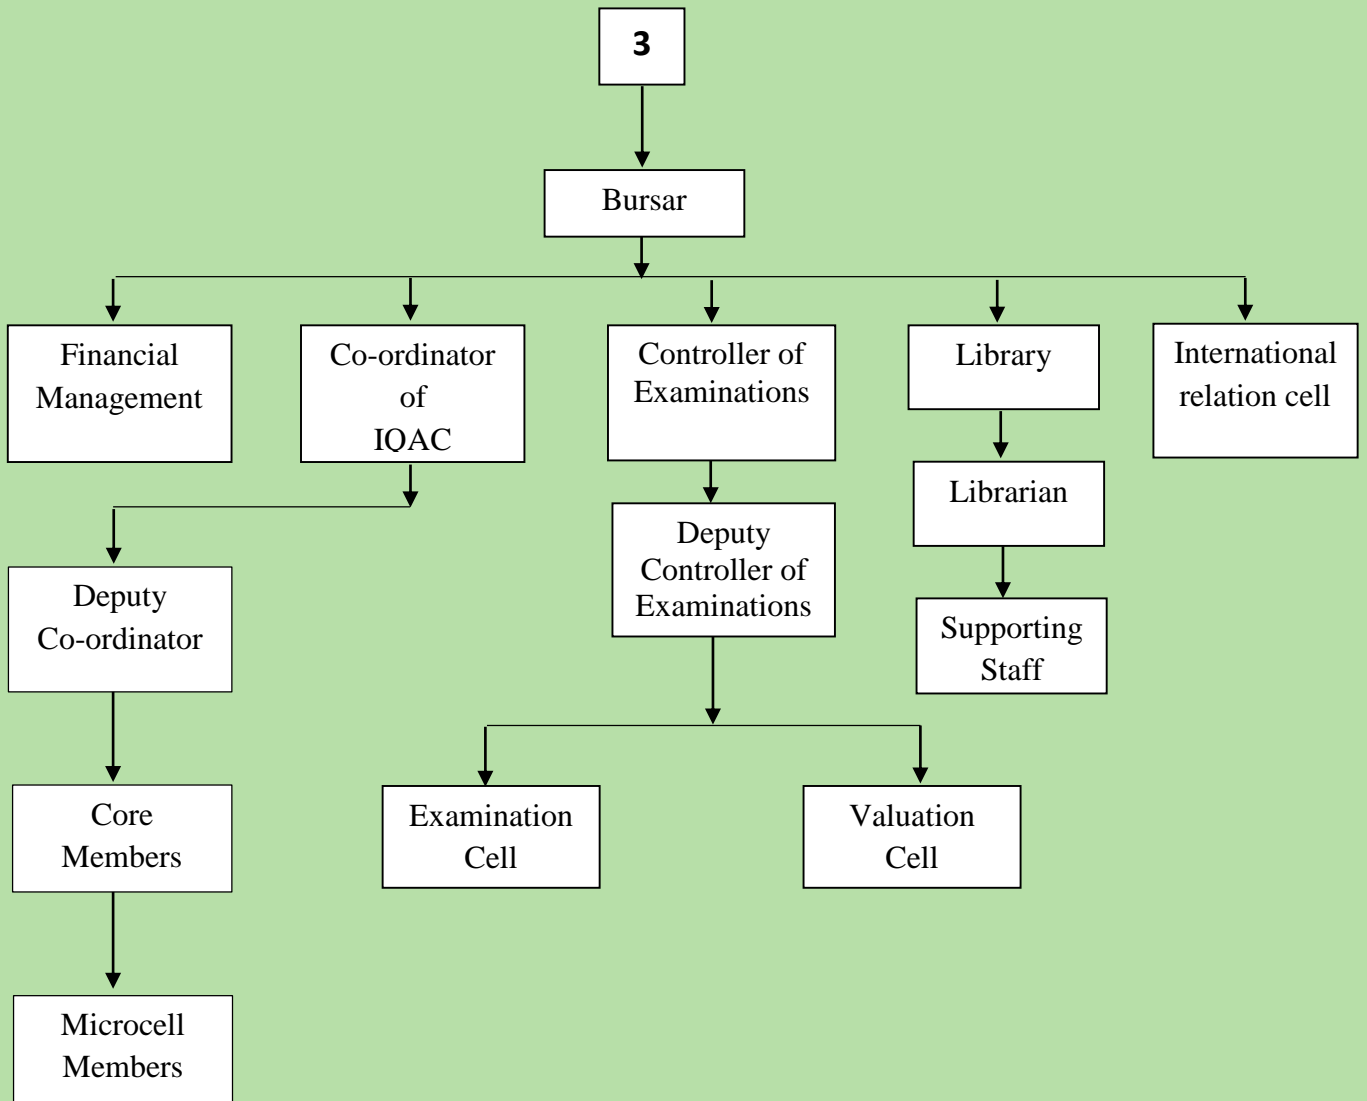 3
Bursar
Financial
Management
Co-ordinator
of
IQAC
Controller of
Examinations
Library
International
relation cell
Librarian
Deputy
Controller of
Examinations
Deputy
Co-ordinator
Supporting
Staff
Core
Members
Examination
Cell
Valuation
Cell
Microcell
Members